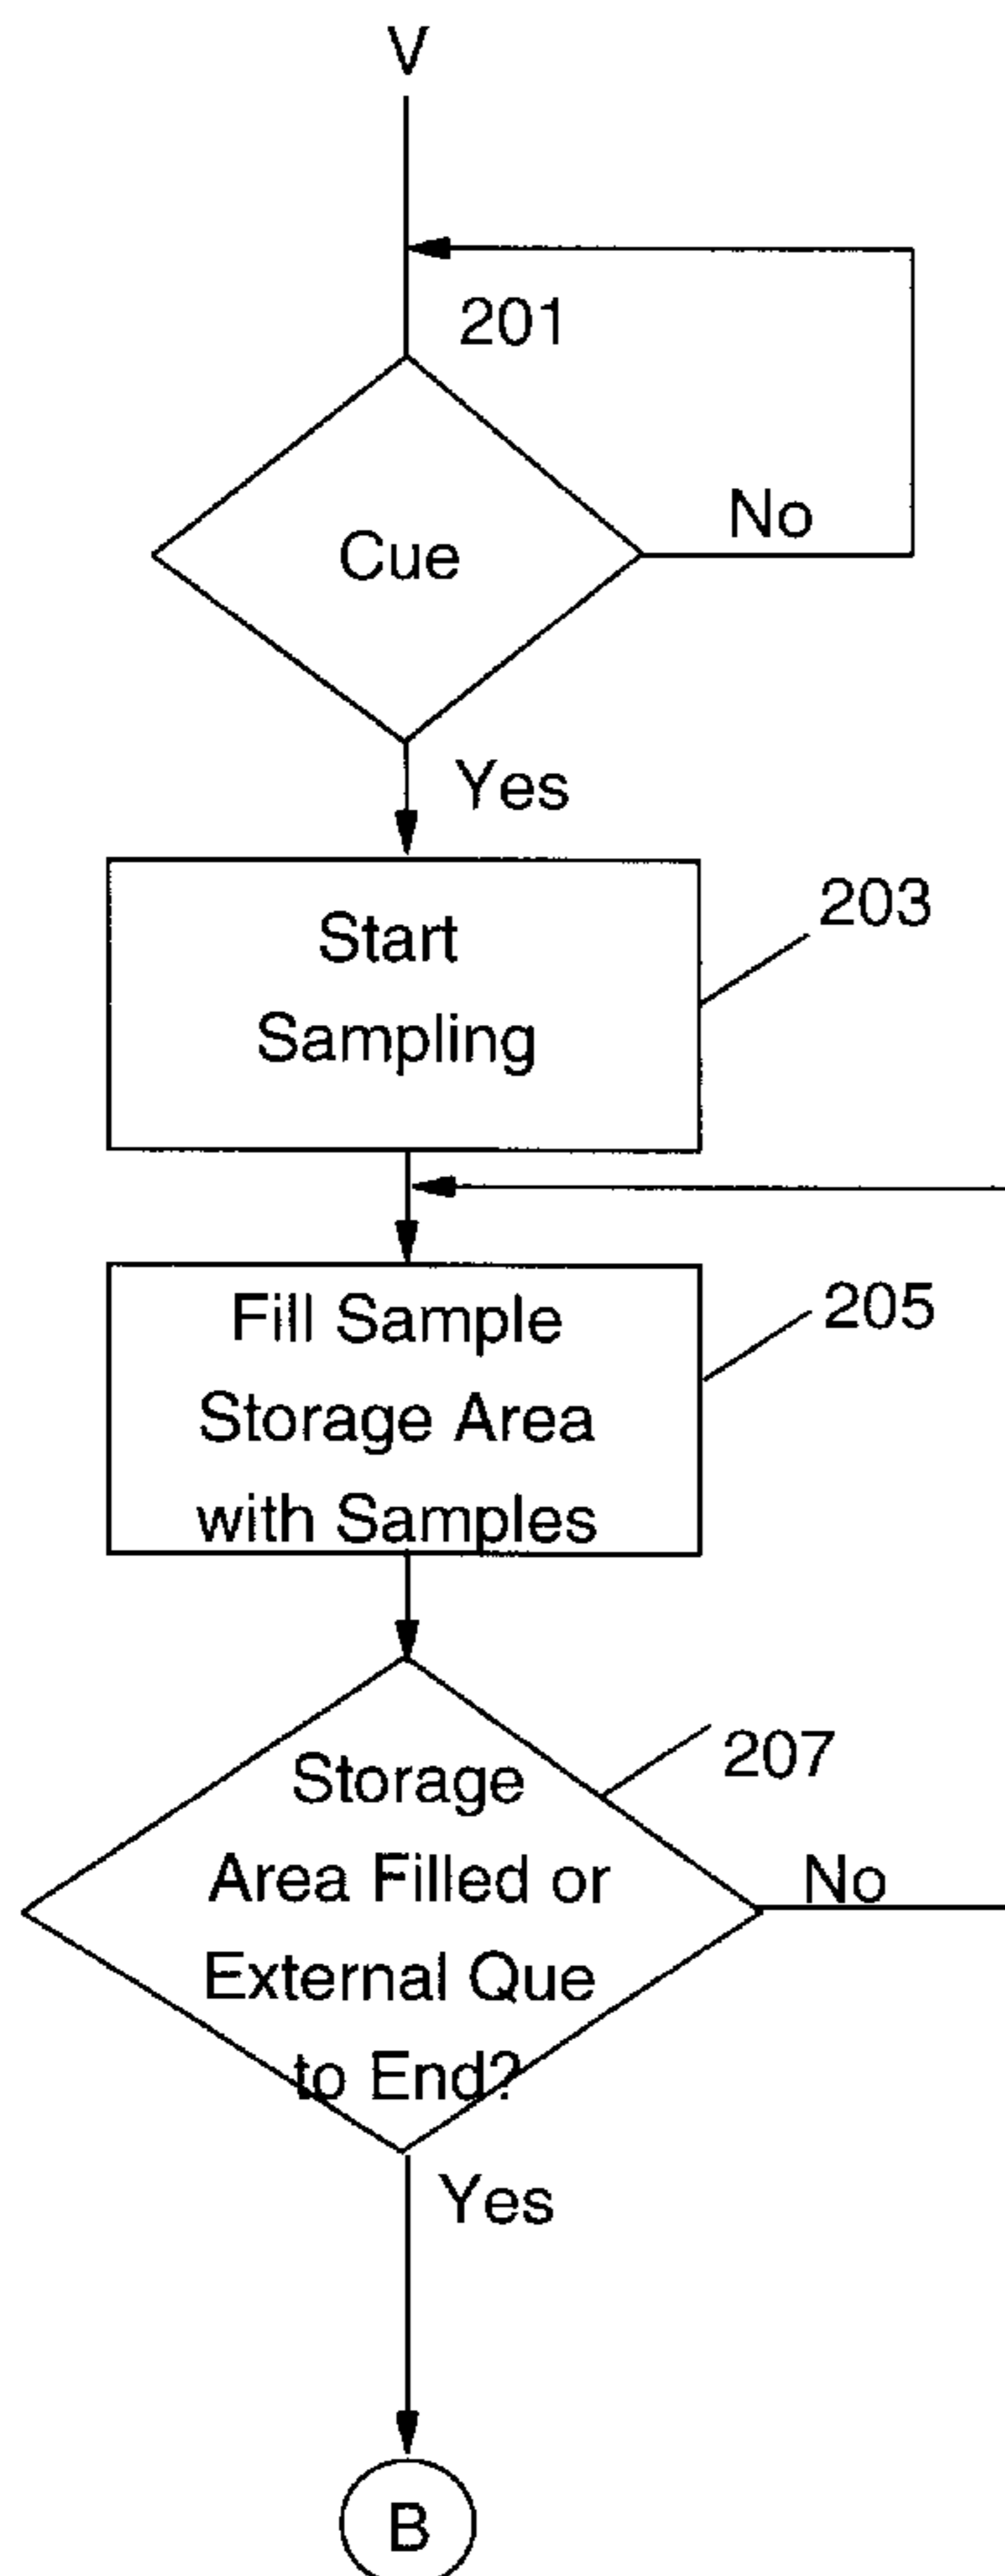 V
201
Cue
No
Yes
Start
Sampling
203
Fill Sample
Storage Area
with Samples
205
Storage
Area Filled or
External Que
to End?
207
No
Yes
B